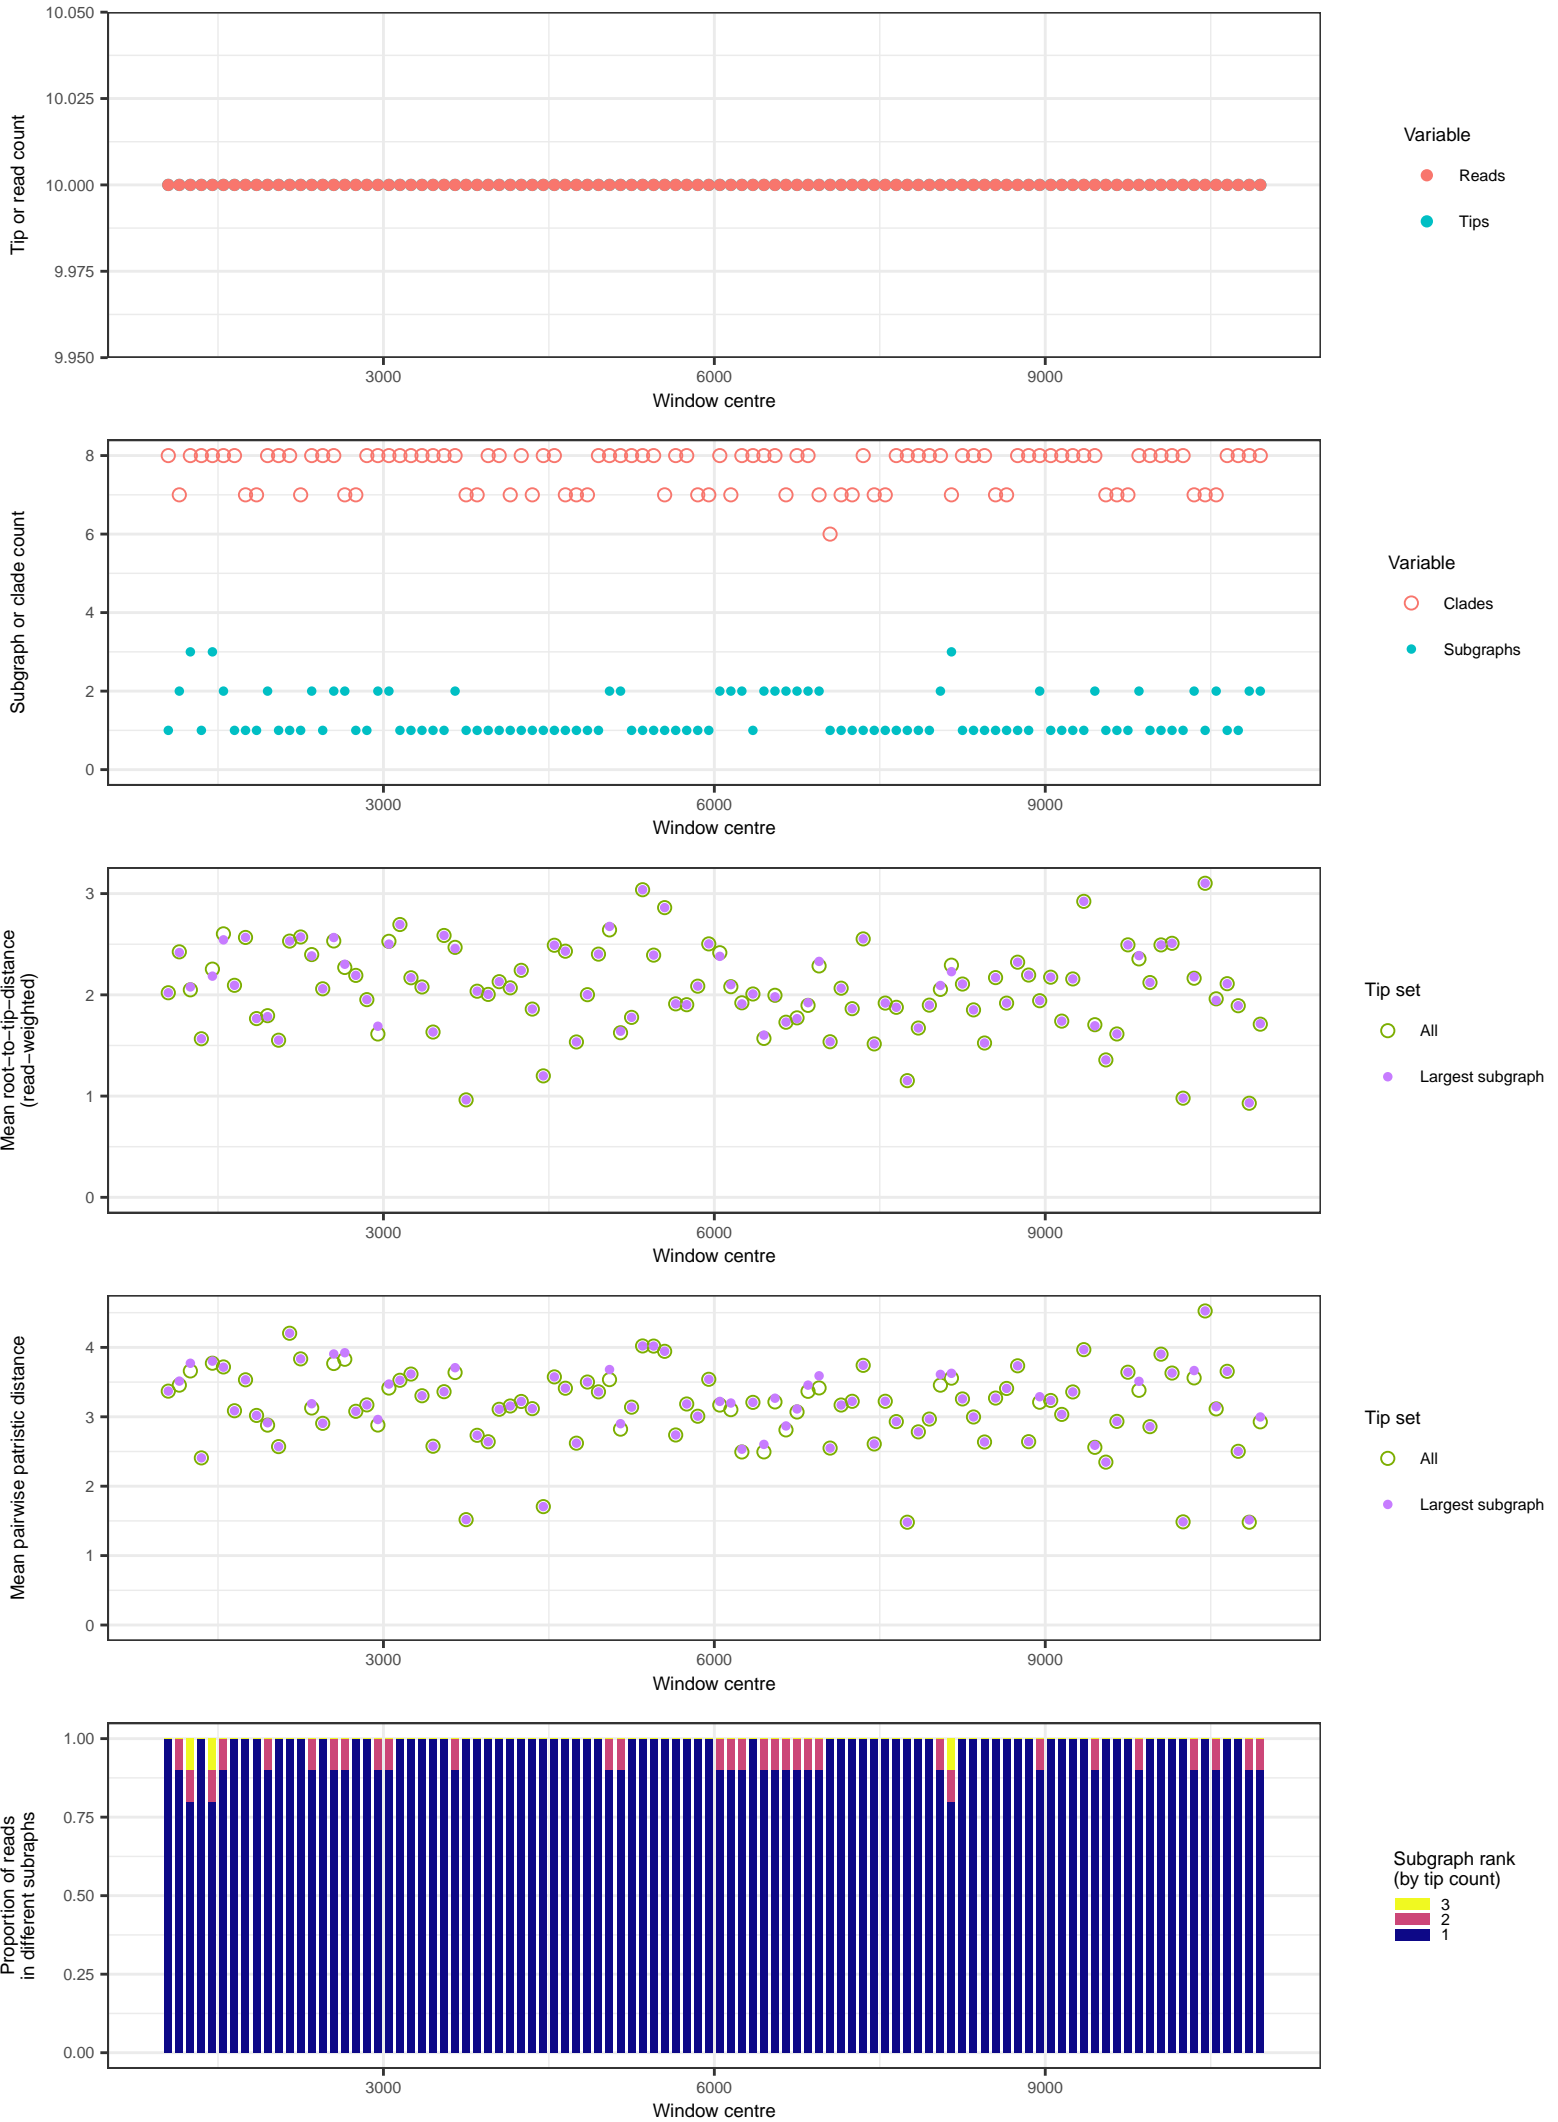 10.050
10.025
10.000
9.975
9.950
Tip or read count
3000 6000 9000
Window centre
Variable
Reads
Tips
8
6
4
2
0
Subgraph or clade count
3000 6000 9000
Window centre
Variable
Clades
Subgraphs
3
2
1
0
Mean root−to−tip−distance
(read−weighted)
3000 6000 9000
Window centre
Tip set
All
Largest subgraph
4
3
2
1
0
Mean pairwise patristic distance
3000 6000 9000
Window centre
Tip set
All
Largest subgraph
1.00
0.75
0.50
0.25
0.00
Proportion of reads
in different subraphs
3000 6000 9000
Window centre
Subgraph rank
(by tip count)
3
2
1